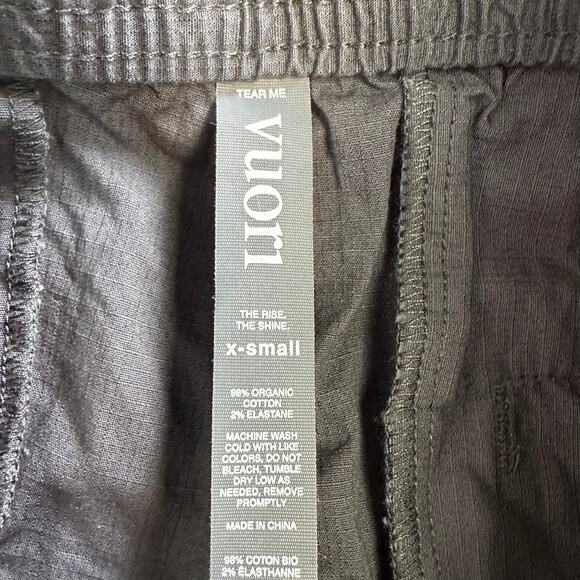 TEAR ME
vuori
THE RISE.
THE SHINE.
x-small
98% ORGANIC
COTTON
2% ELASTANE
MACHINE WASH
COLD WITH LIKE
COLORS, DO NOT
BLEACH, TUMBLE
DRY LOW AS
NEEDED, REMOVE
PROMPTLY
MADE IN CHINA
98% COTON BIO
2% ÉLASTHANNE